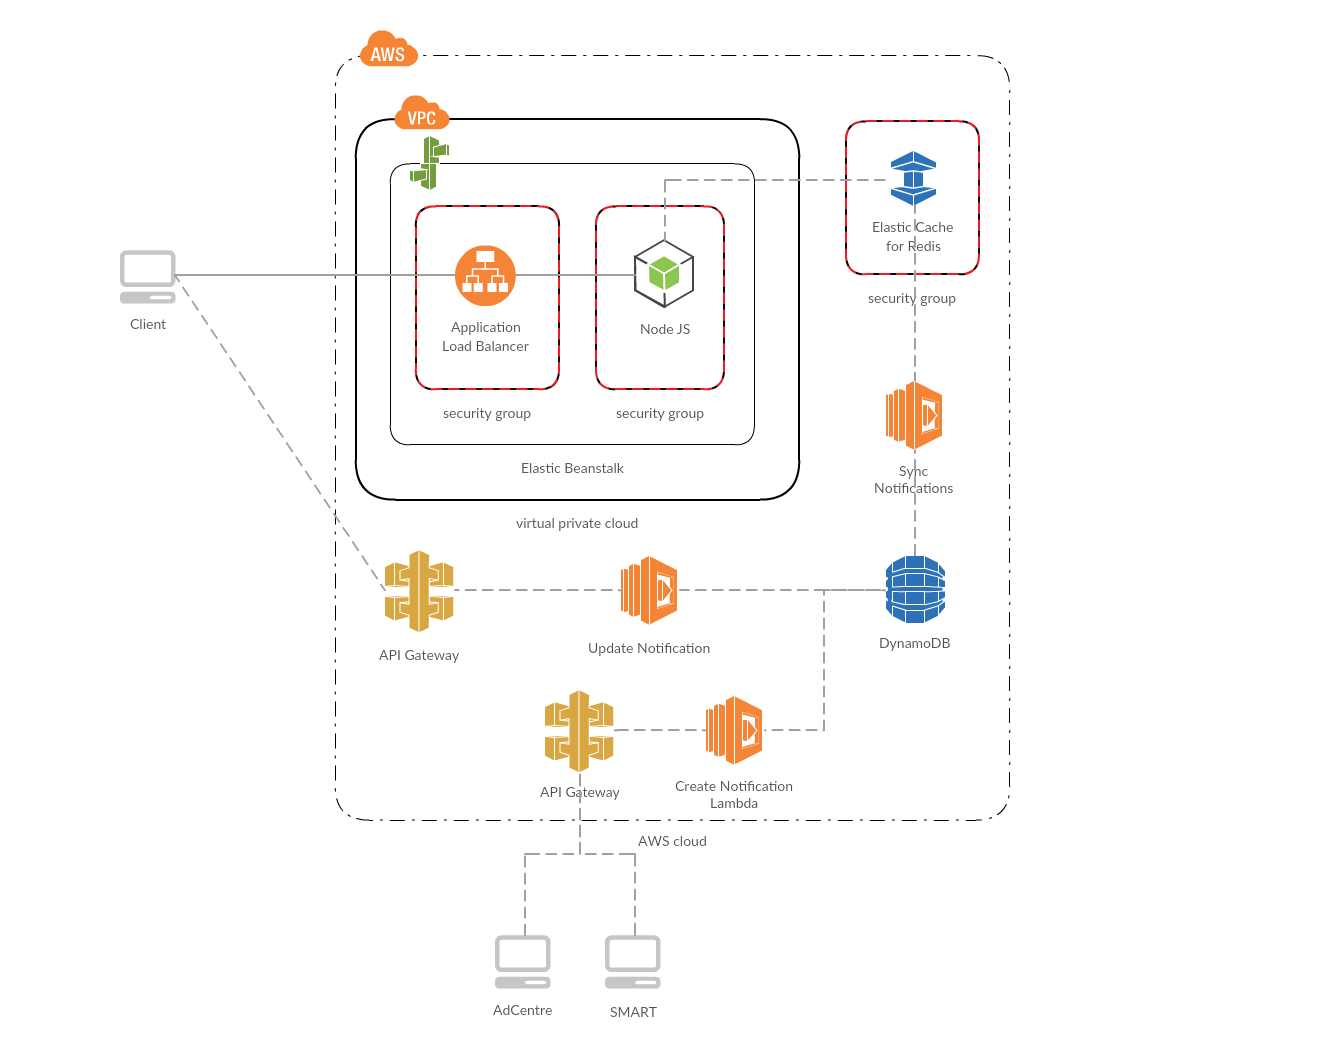 AWS
VPC
Elastic Cache
for Redis
security group
Client
Application
Load Balancer
Node JS
security group
security group
Elastic Beanstalk
virtual private cloud
Sync
Notifications
API Gateway
Update Notification
DynamoDB
API Gateway
Create Notification
Lambda
AWS cloud
AdCentre
SMART